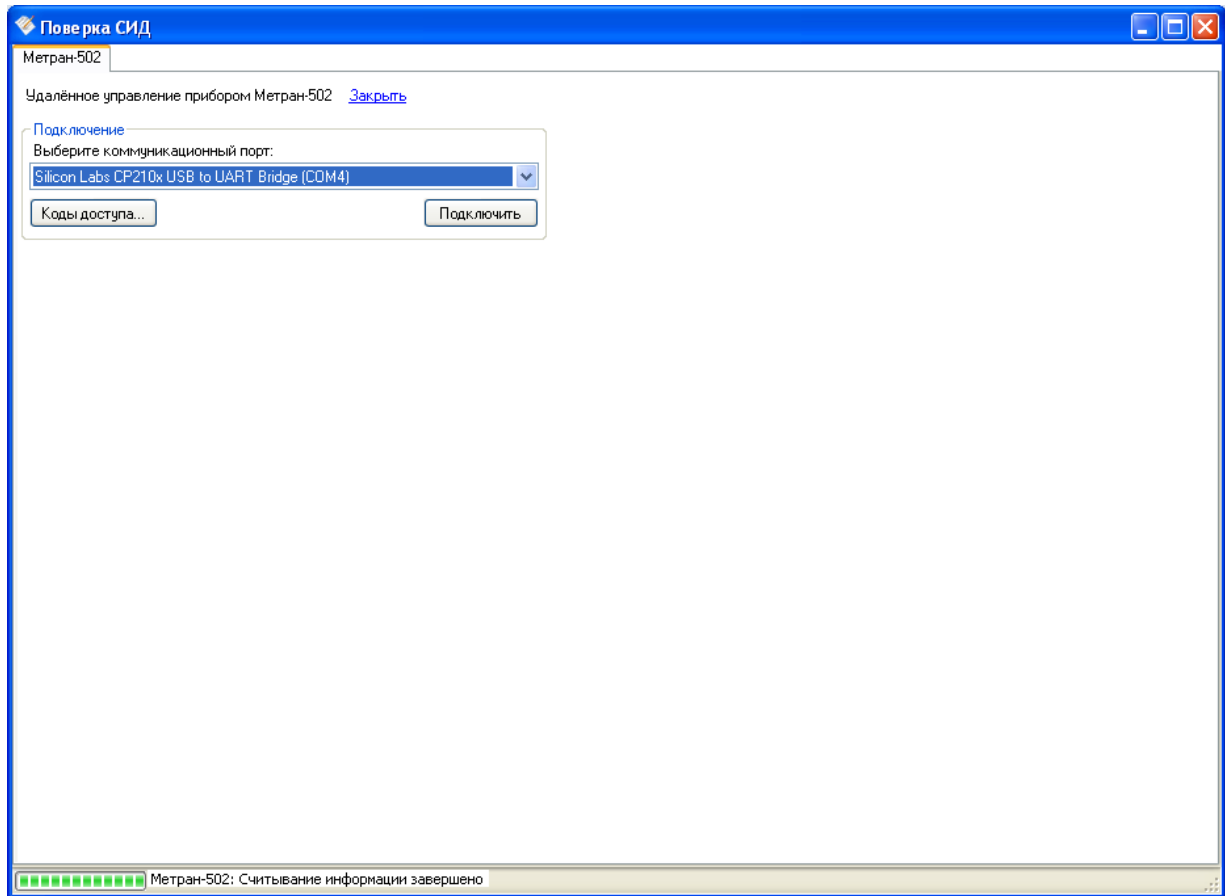 Поверка СИД
Метран-502
Удалённое управление прибором Метран-502 Закрыть
Подключение
Выберите коммуникационный порт:
Silicon Labs CP210x USB to UART Bridge (COM4)
Коды доступа... Подключить
Метран-502: Считывание информации завершено